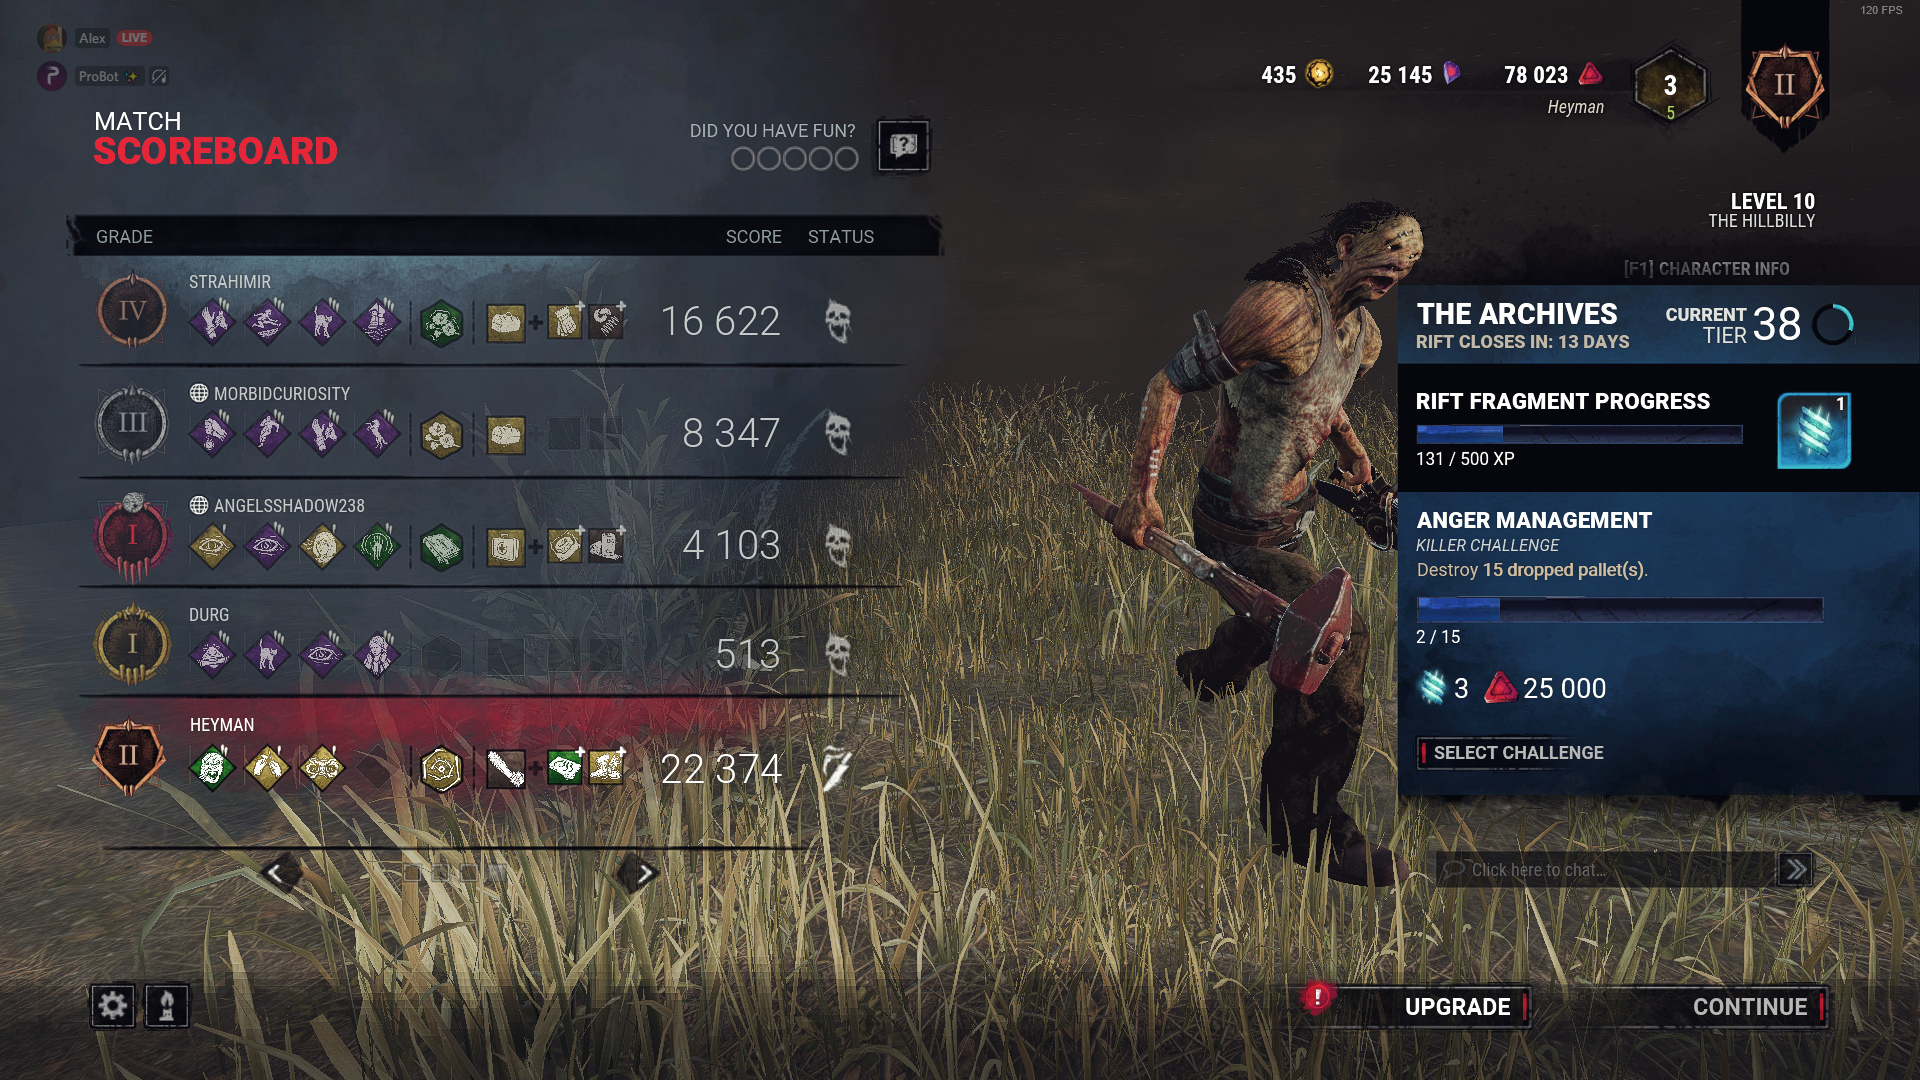 120 FPS
Alex LIVE
ProBot
435 25 145 78 023
Heyman
3
5
II
MATCH
SCOREBOARD
DID YOU HAVE FUN?
LEVEL 10
THE HILLBILLY
[F1] CHARACTER INFO
GRADE SCORE STATUS
STRAHIMIR
IV 16 622
MORBIDCURIOSITY
III 8 347
ANGELSSHADOW238
I 4 103
DURG
I 513
HEYMAN
II 22 374
THE ARCHIVES
RIFT CLOSES IN: 13 DAYS
CURRENT
TIER 38
RIFT FRAGMENT PROGRESS
1
131 / 500 XP
ANGER MANAGEMENT
KILLER CHALLENGE
Destroy 15 dropped pallet(s).
2 / 15
3 25 000
SELECT CHALLENGE
Click here to chat...
UPGRADE
CONTINUE